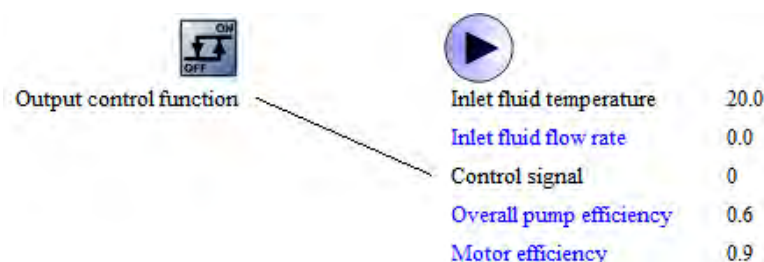 ON
OFF
Output control function
Inlet fluid temperature 20.0
Inlet fluid flow rate 0.0
Control signal 0
Overall pump efficiency 0.6
Motor efficiency 0.9